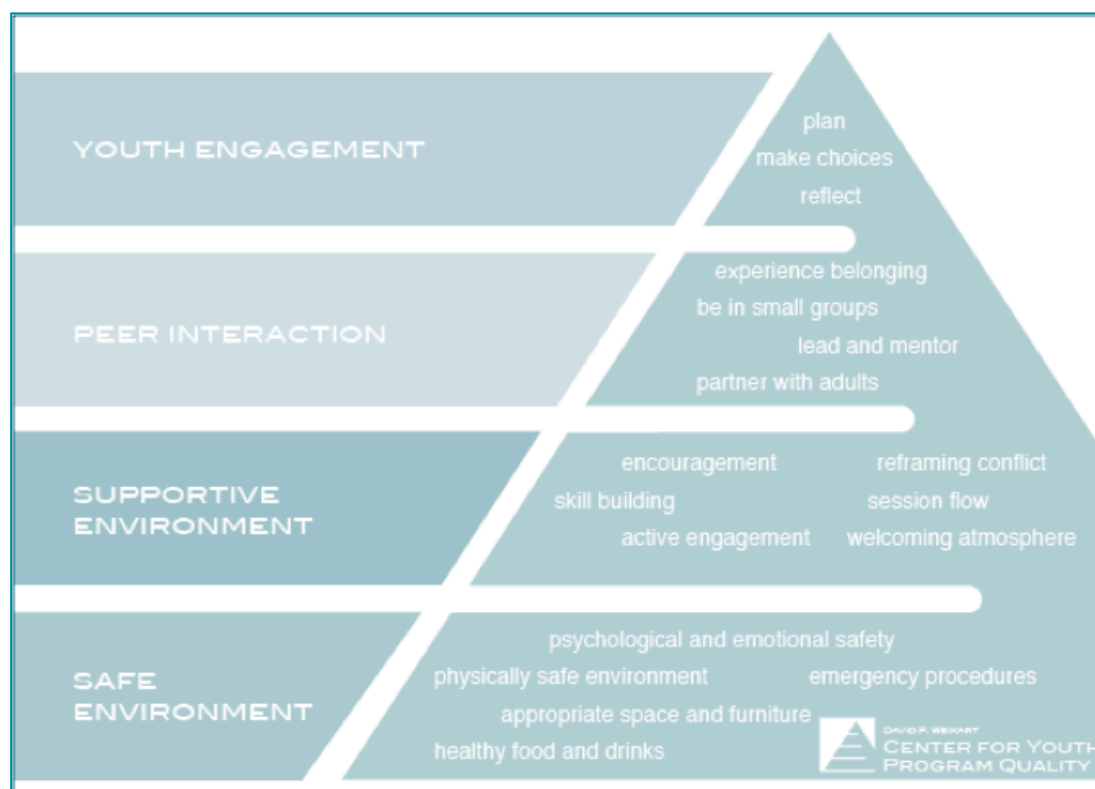 YOUTH ENGAGEMENT
plan
make choices
reflect
PEER INTERACTION
experience belonging
be in small groups
lead and mentor
partner with adults
SUPPORTIVE
ENVIRONMENT
encouragement
reframing conflict
skill building
session flow
active engagement
welcoming atmosphere
SAFE
ENVIRONMENT
psychological and emotional safety
physically safe environment
emergency procedures
appropriate space and furniture
healthy food and drinks
DAVID P. WEIKART
CENTER FOR YOUTH
PROGRAM QUALITY